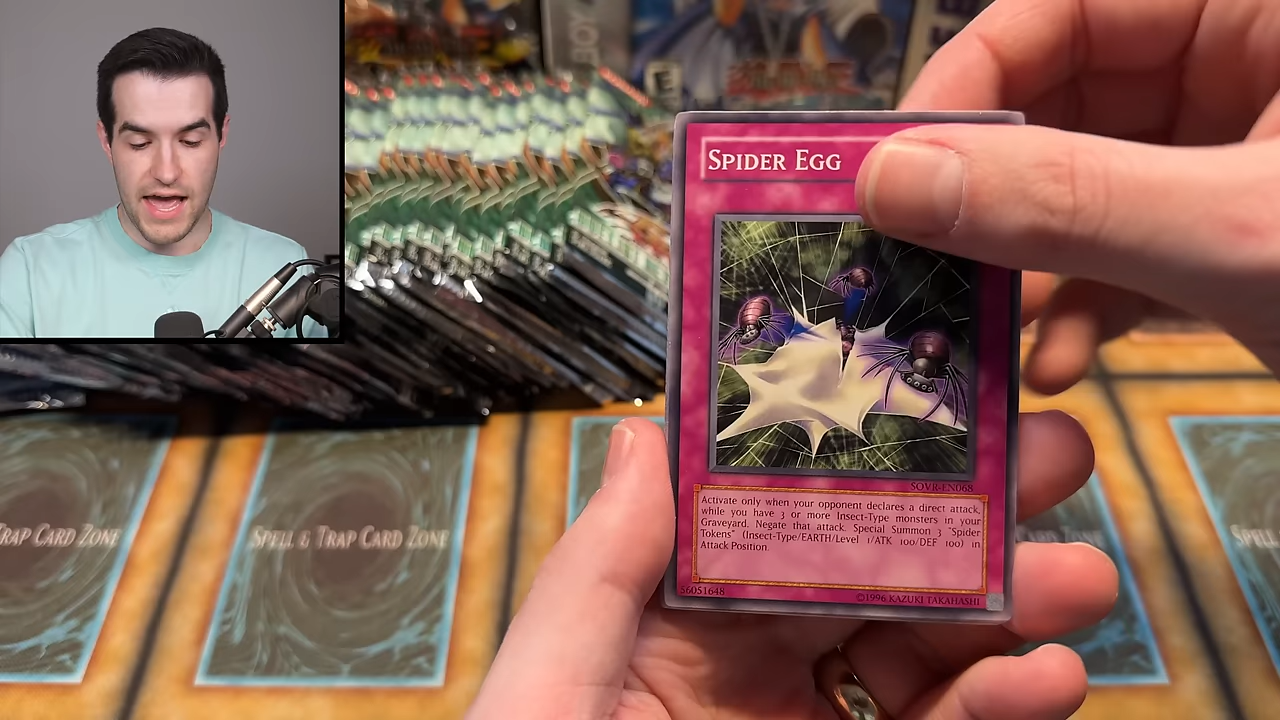 BOY
E
SPIDER EGG
SOVR-EN068
Activate only when your opponent declares a direct attack,
while you have 3 or more Insect-Type monsters in your
Graveyard. Negate that attack. Special Summon 3 "Spider
Tokens" (Insect-Type/EARTH/Level 1/ATK 100/DEF 100) in
Attack Position.
56051648
©1996 KAZUKI TAKAHASHI
TRAP CARD ZONE
SPELL & TRAP CARD ZONE